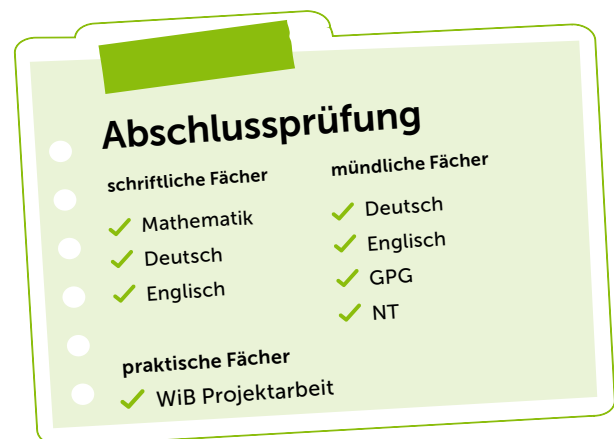 Abschlussprüfung
schriftliche Fächer
Mathematik
Deutsch
Englisch
mündliche Fächer
Deutsch
Englisch
GPG
NT
praktische Fächer
WiB Projektarbeit